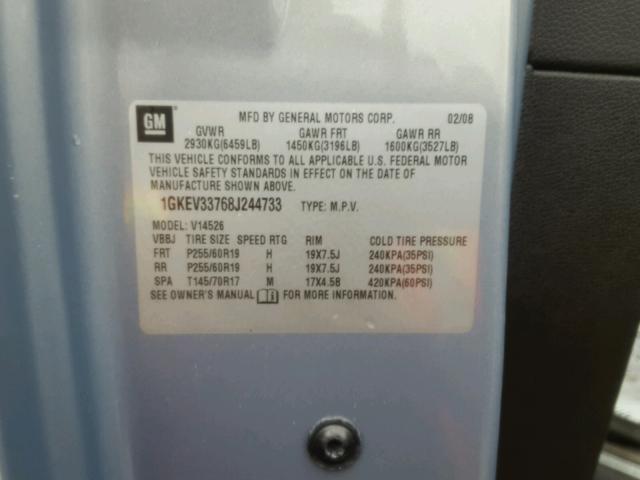 GM MFD BY GENERAL MOTORS CORP. 02/08
GVWR GAWR FRT GAWR RR
2930KG(6459LB) 1450KG(3196LB) 1600KG(3527LB)
THIS VEHICLE CONFORMS TO ALL APPLICABLE U.S. FEDERAL MOTOR
VEHICLE SAFETY STANDARDS IN EFFECT ON THE DATE OF
MANUFACTURE SHOWN ABOVE.
1GKEV33768J244733 TYPE: M.P.V.
MODEL: V14526
VBBJ TIRE SIZE SPEED RTG RIM COLD TIRE PRESSURE
FRT P255/60R19 H 19X7.5J 240KPA(35PSI)
RR P255/60R19 H 19X7.5J 240KPA(35PSI)
SPA T145/70R17 M 17X4.5B 420KPA(60PSI)
SEE OWNER'S MANUAL FOR MORE INFORMATION.